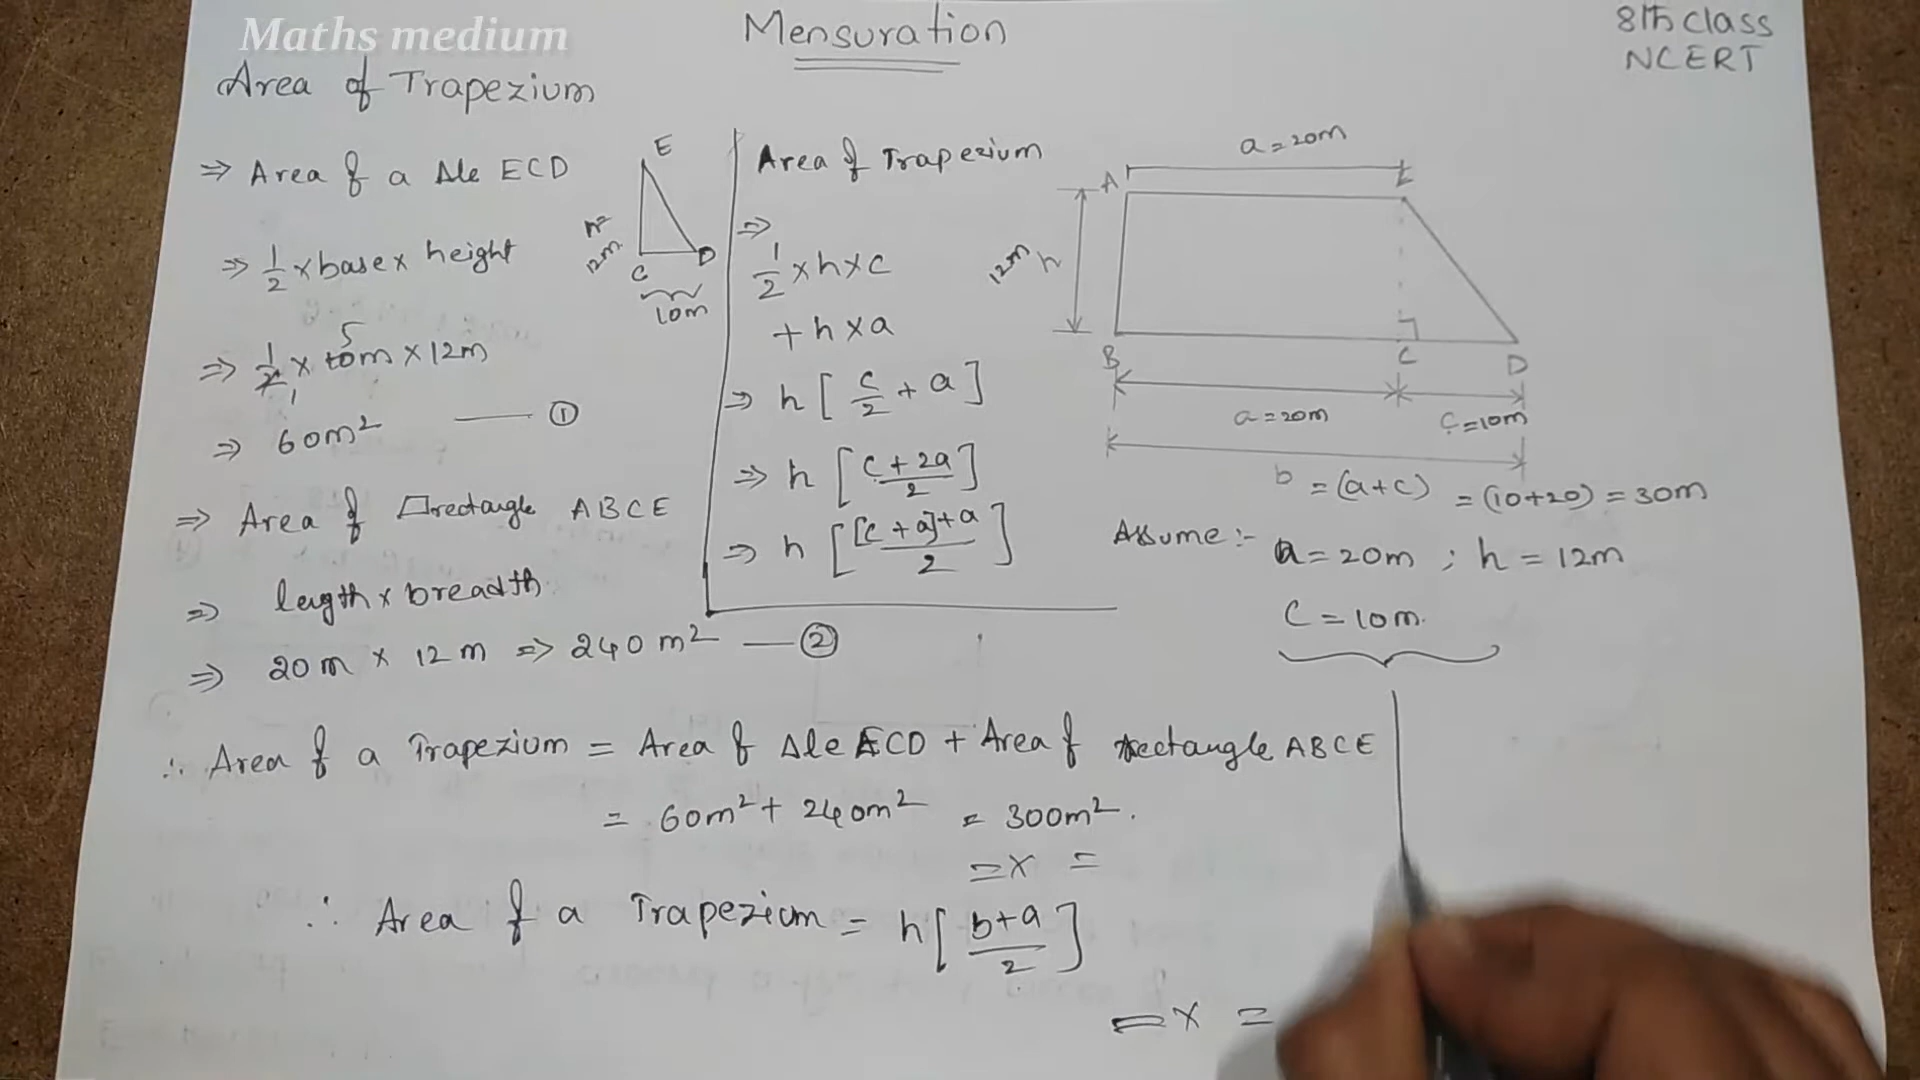 Maths medium
Mensuration
8th class
NCERT
Area of Trapezium
⇒ Area of a Δle ECD
⇒ 1/2 × base × height
⇒ 1/2 × 10m × 12m
5
1
⇒ 60m² —— ①
⇒ Area of ▱rectangle ABCE
⇒ length × breadth
⇒ 20m × 12m ⇒ 240m² — ②
E
h=
12m
C
D
10m
Area of Trapezium
⇒
1/2 × h × c
+ h × a
⇒ h [ c/2 + a ]
⇒ h [ (c + 2a)/2 ]
⇒ h [ ([c + a] + a)/2 ]
a = 20m
A
E
12m
h
B
C
D
a = 20m
c = 10m
b = (a+c) = (10+20) = 30m
Assume :- a = 20m ; h = 12m
C = 10m.
∴ Area of a Trapezium = Area of Δle ECD + Area of rectangle ABCE
= 60m² + 240m² = 300m².
= x =
∴ Area of a Trapezium = h [ (b+a)/2 ]
= x =